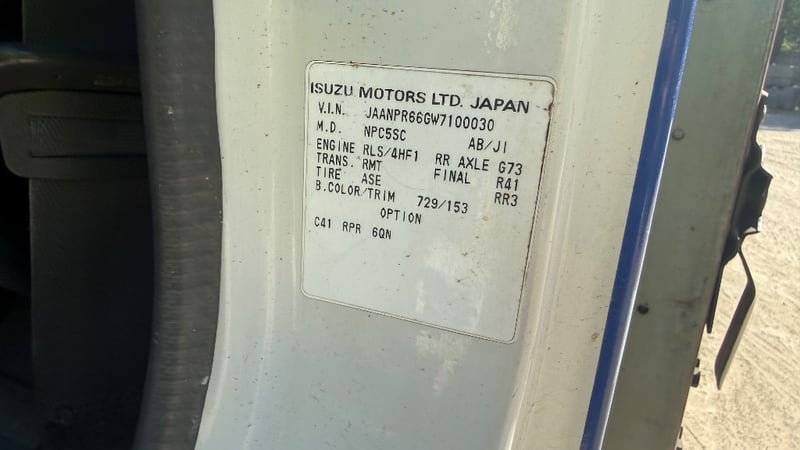 ISUZU MOTORS LTD. JAPAN
V.I.N. JAANPR66GW7100030
M.D. NPC5SC AB/JI
ENGINE RLS/4HF1 RR AXLE G73
TRANS. RMT FINAL R41
TIRE ASE RR3
B.COLOR/TRIM 729/153
OPTION
C41 RPR 6QN